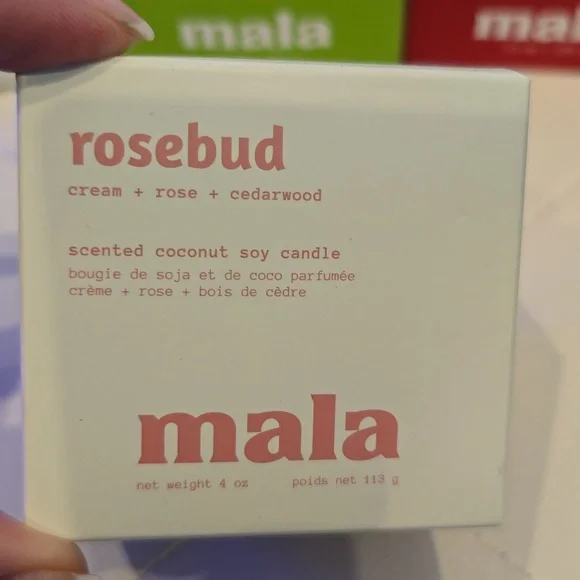 mala
mala
rosebud
cream + rose + cedarwood
scented coconut soy candle
bougie de soja et de coco parfumée
crème + rose + bois de cèdre
mala
net weight 4 oz poids net 113 g